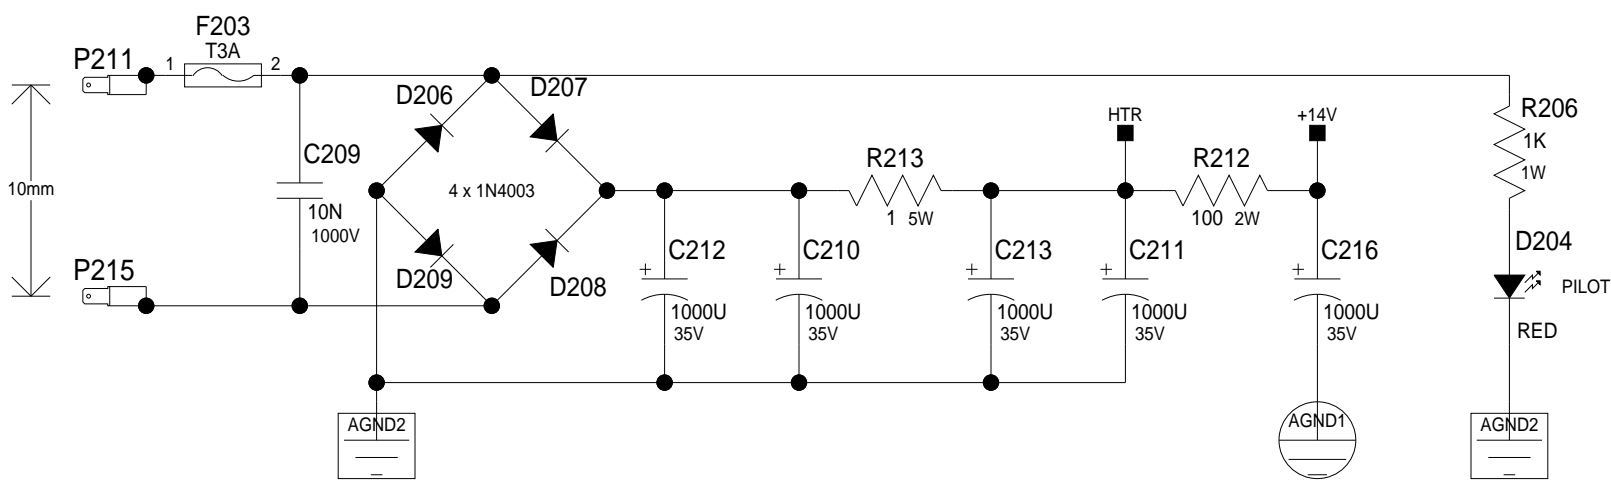 F203
T3A
P211
1
2
D206
D207
R206
1K
1W
HTR
+14V
C209
10N
1000V
10mm
4 x 1N4003
R213
1 5W
R212
100 2W
P215
D209
D208
C212
+
1000U
35V
C210
+
1000U
35V
C213
+
1000U
35V
C211
+
1000U
35V
C216
+
1000U
35V
D204
PILOT
RED
AGND2
AGND1
AGND2